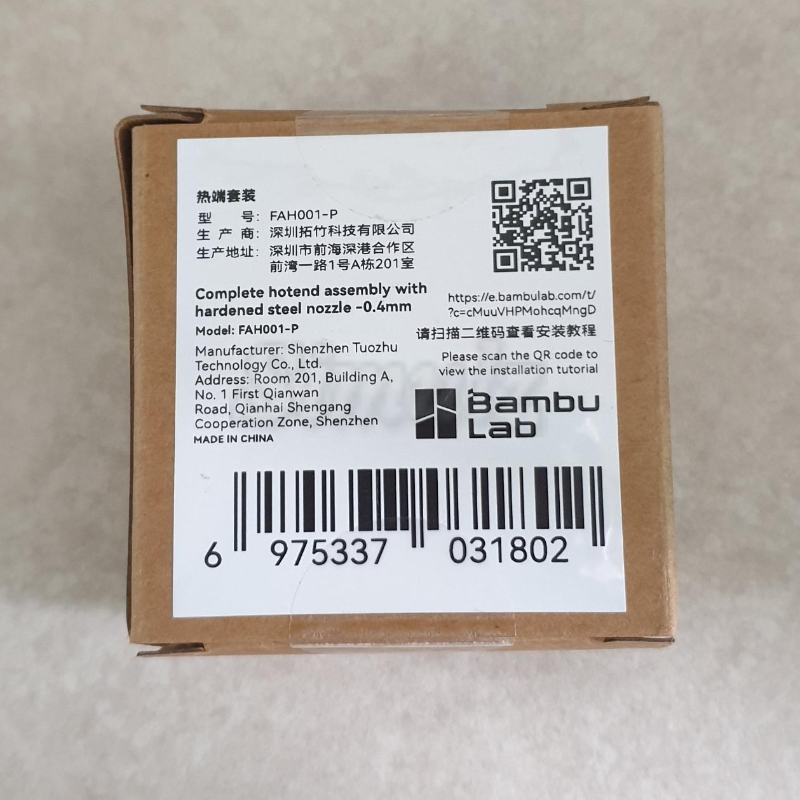 热端套装
型 号: FAH001-P
生 产 商: 深圳拓竹科技有限公司
生产地址: 深圳市前海深港合作区
前湾一路1号A栋201室
Complete hotend assembly with
hardened steel nozzle -0.4mm
Model: FAH001-P
Manufacturer: Shenzhen Tuozhu
Technology Co., Ltd.
Address: Room 201, Building A,
No. 1 First Qianwan
Road, Qianhai Shengang
Cooperation Zone, Shenzhen
MADE IN CHINA
https://e.bambulab.com/t/
?c=cMuuVHPMohcqMngD
请扫描二维码查看安装教程
Please scan the QR code to
view the installation tutorial
Bambu
Lab
6 975337 031802